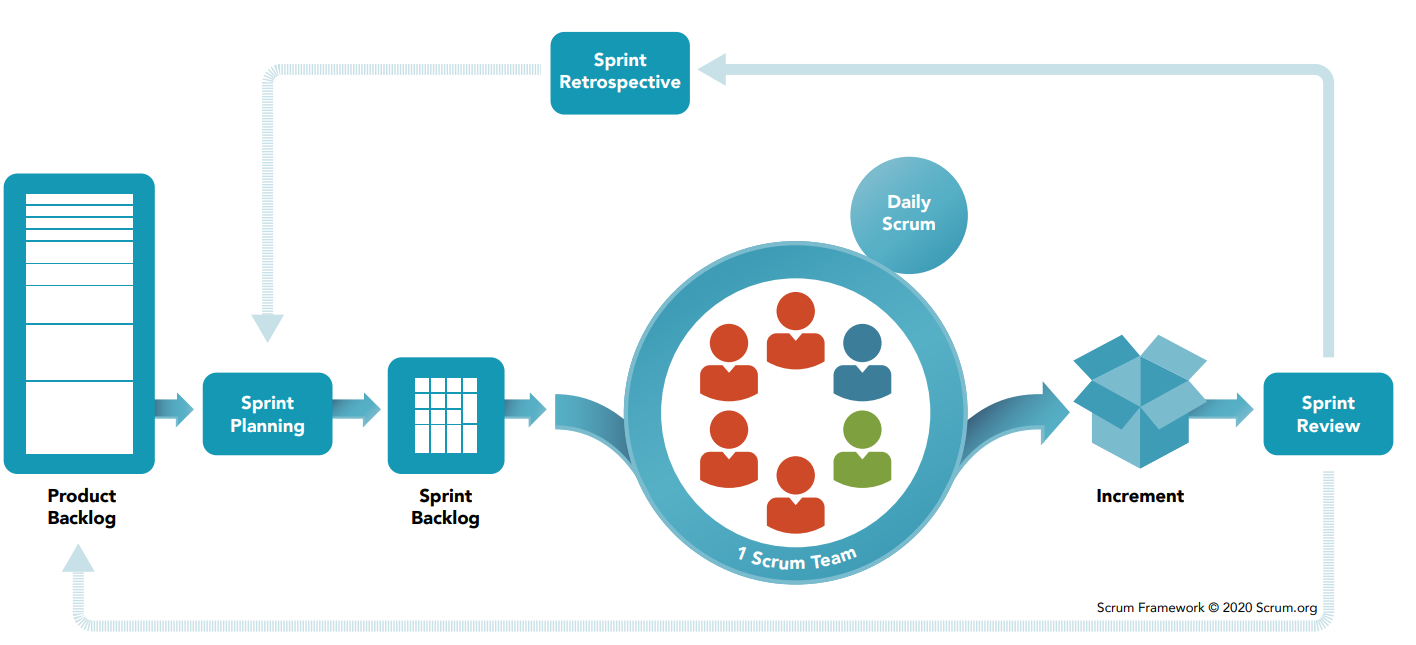 Sprint
Retrospective
Daily
Scrum
Sprint
Planning
Sprint
Review
Product
Backlog
Sprint
Backlog
Increment
1 Scrum Team
Scrum Framework © 2020 Scrum.org